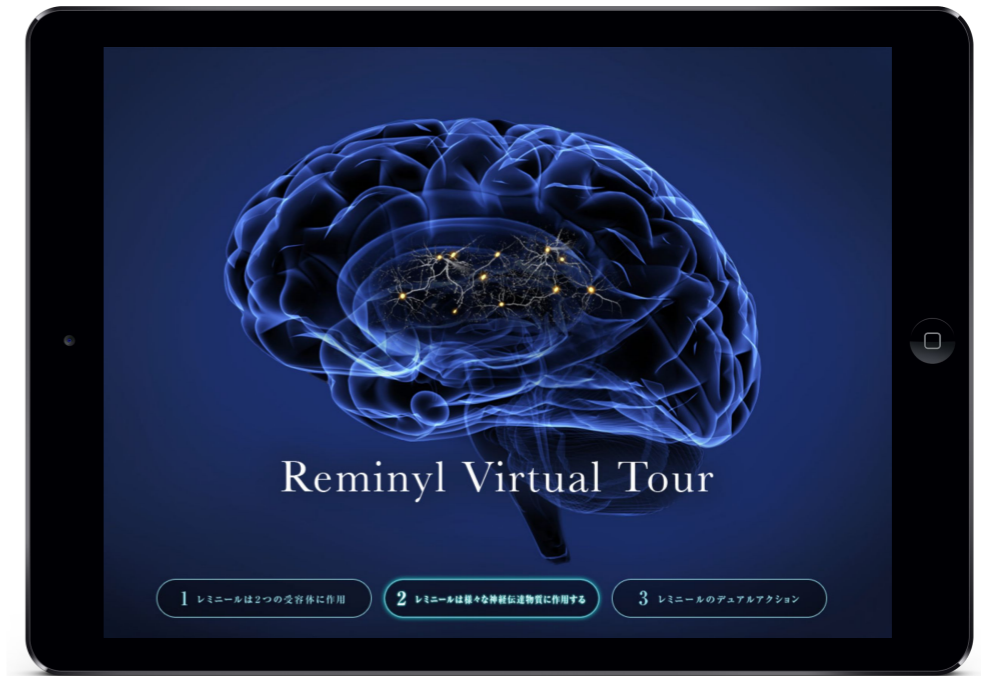 Reminyl Virtual Tour
1 レミニールは2つの受容体に作用
2 レミニールは様々な神経伝達物質に作用する
3 レミニールのデュアルアクション